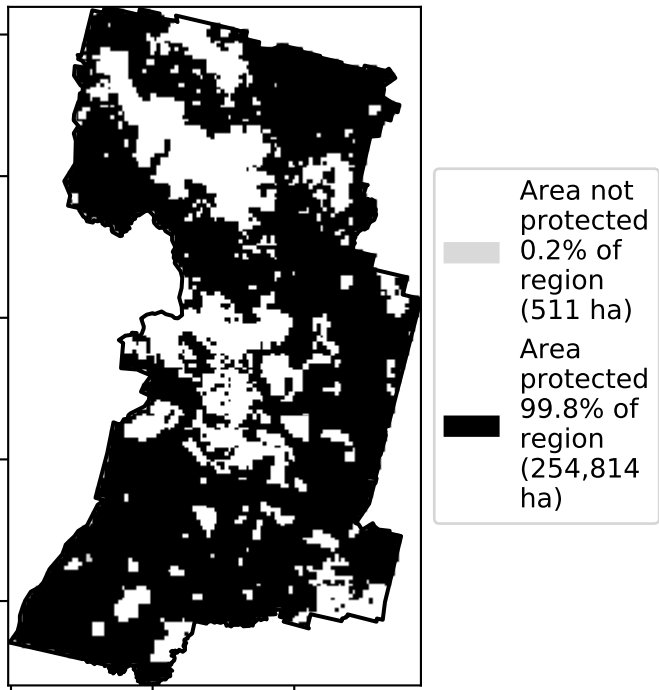 Area not
protected
0.2% of
region
(511 ha)
Area
protected
99.8% of
region
(254,814
ha)